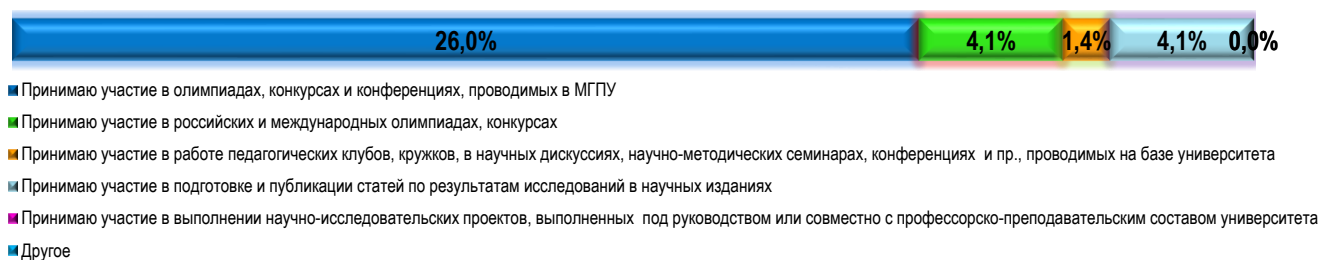 26,0% 4,1% 1,4% 4,1% 0,0%
Принимаю участие в олимпиадах, конкурсах и конференциях, проводимых в МГПУ
Принимаю участие в российских и международных олимпиадах, конкурсах
Принимаю участие в работе педагогических клубов, кружков, в научных дискуссиях, научно-методических семинарах, конференциях и пр., проводимых на базе университета
Принимаю участие в подготовке и публикации статей по результатам исследований в научных изданиях
Принимаю участие в выполнении научно-исследовательских проектов, выполненных под руководством или совместно с профессорско-преподавательским составом университета
Другое